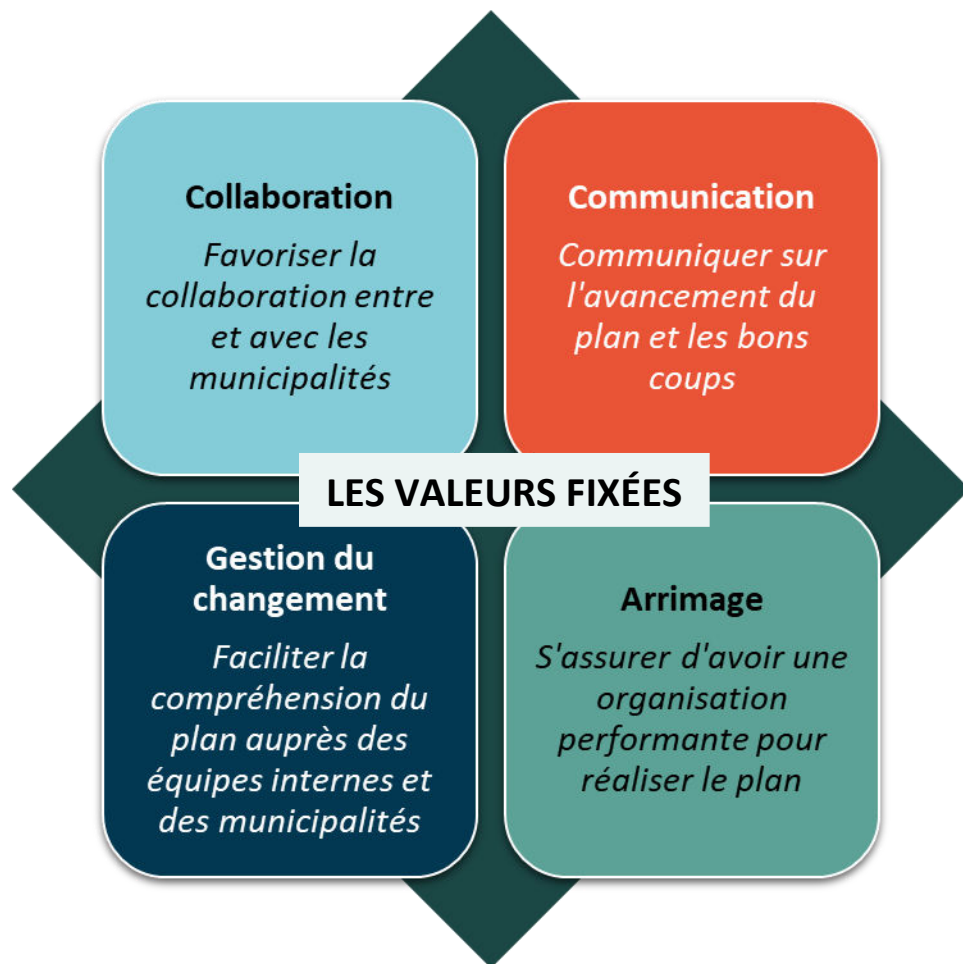 Collaboration
Favoriser la
collaboration entre
et avec les
municipalités
Communication
Communiquer sur
l'avancement du
plan et les bons
coups
LES VALEURS FIXÉES
Gestion du
changement
Faciliter la
compréhension du
plan auprès des
équipes internes et
des municipalités
Arrimage
S'assurer d'avoir une
organisation
performante pour
réaliser le plan